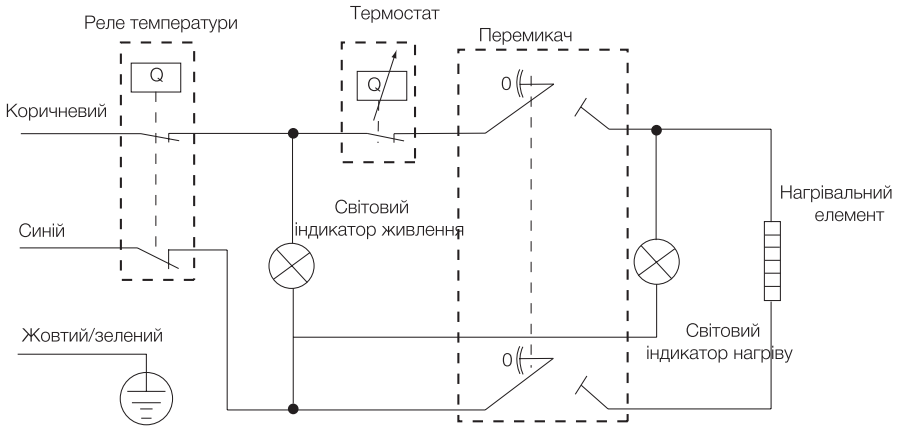 Термостат
Реле температури
Перемикач
Q
Q
0
Коричневий
Нагрівальний
елемент
Світовий
індикатор живлення
Синій
Жовтий/зелений
Світовий
індикатор нагріву
0